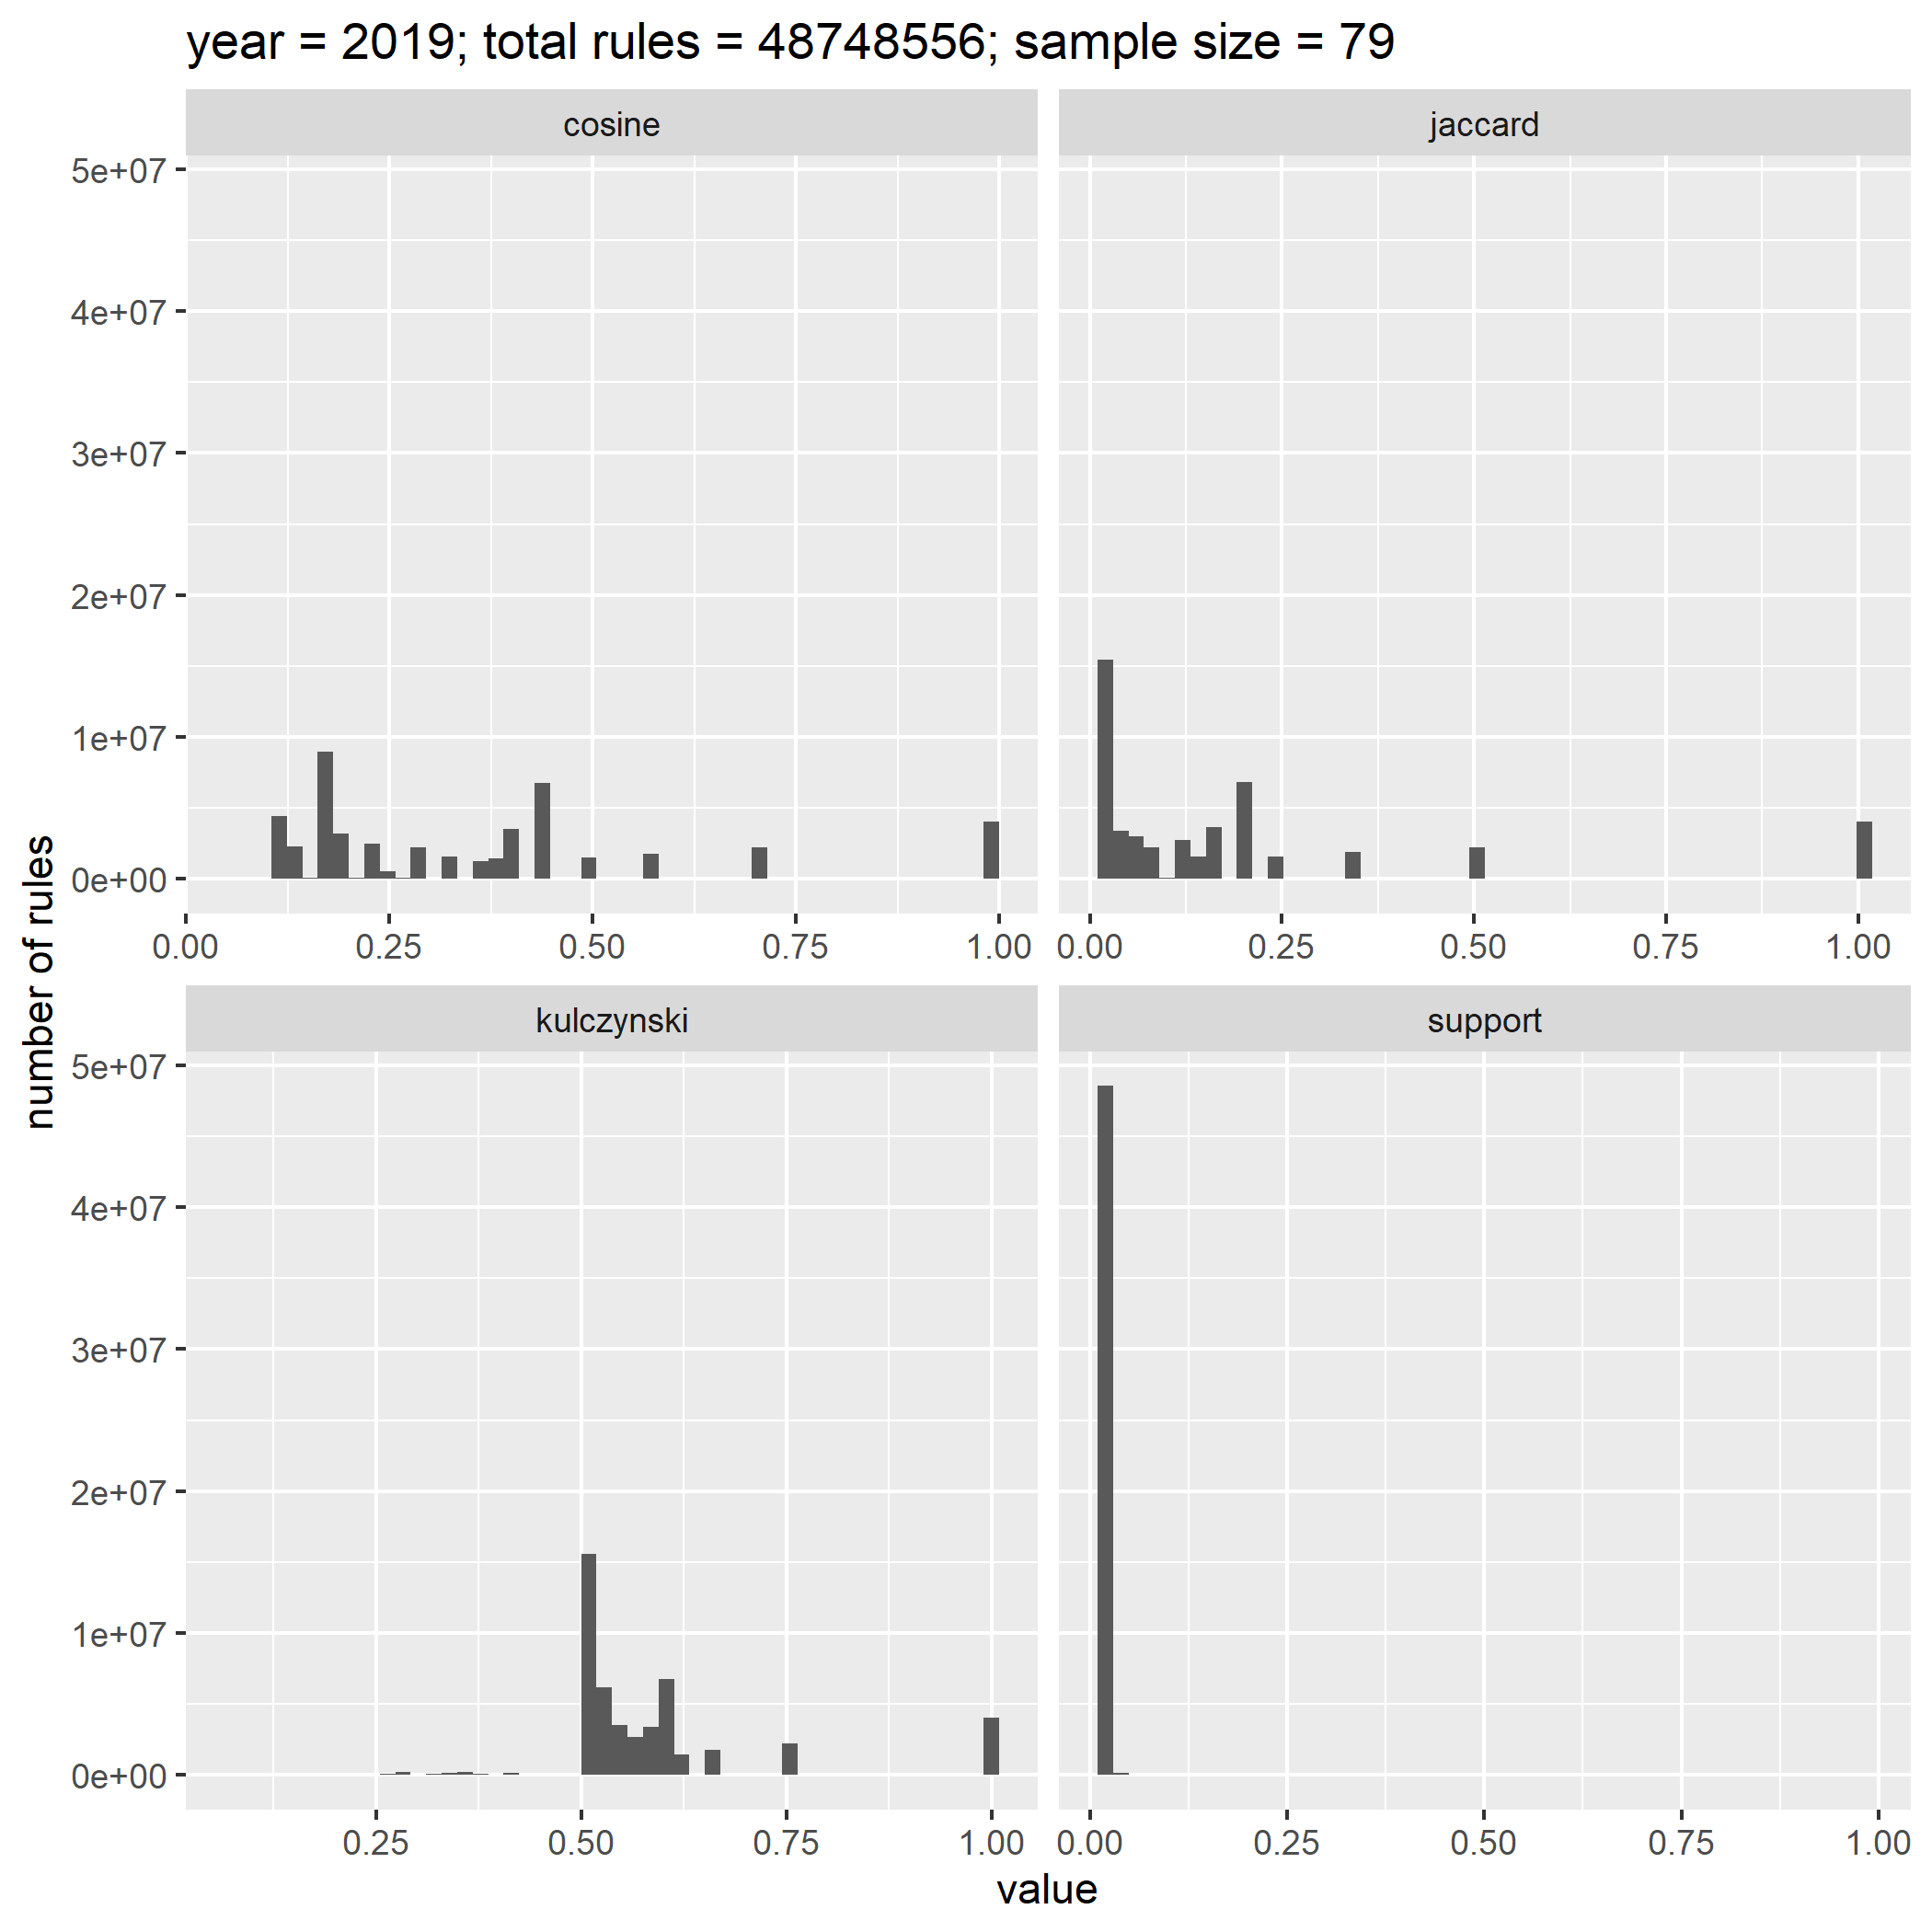 year = 2019; total rules = 48748556; sample size = 79
cosine
jaccard
5e+07
4e+07
3e+07
2e+07
1e+07
0e+00
0.00 0.25 0.50 0.75 1.00
0.00 0.25 0.50 0.75 1.00
number of rules
kulczynski
support
5e+07
4e+07
3e+07
2e+07
1e+07
0e+00
0.25 0.50 0.75 1.00
0.00 0.25 0.50 0.75 1.00
value